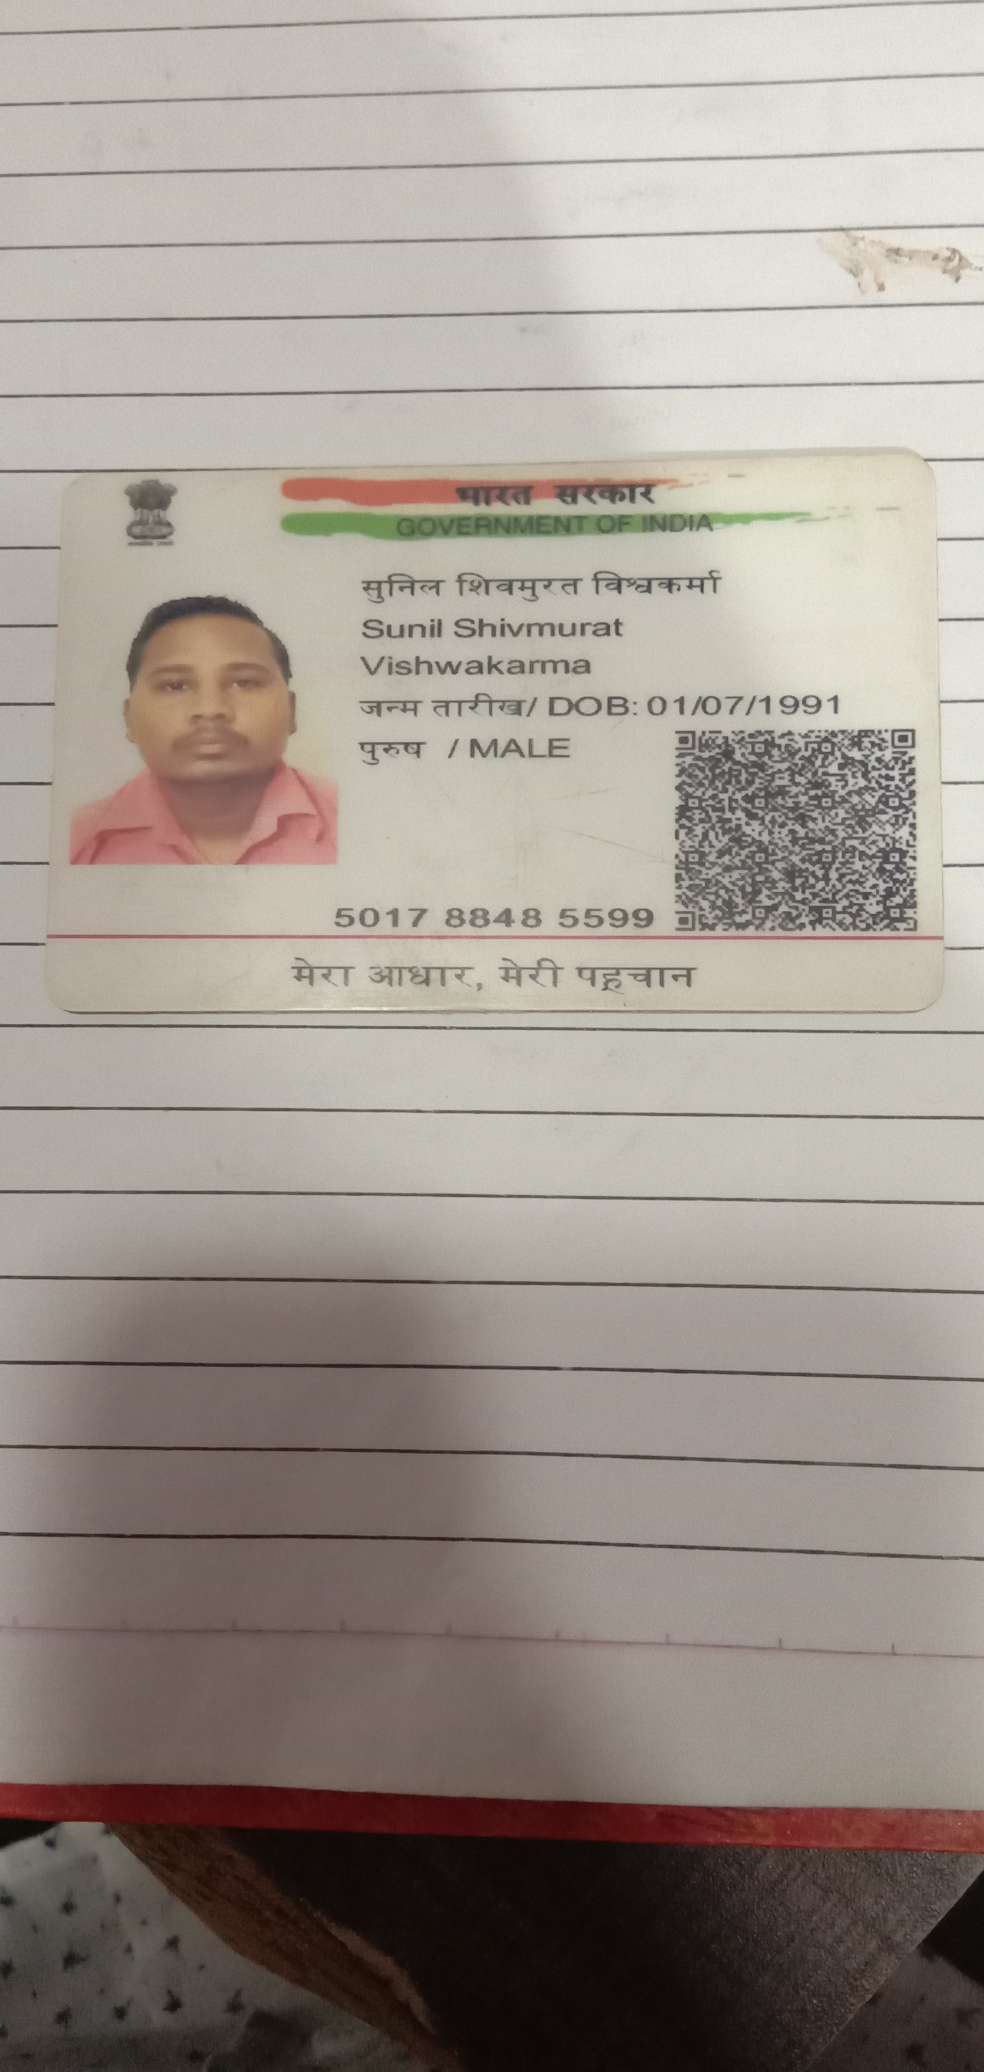 भारत सरकार
GOVERNMENT OF INDIA
सुनिल शिवमुरत विश्वकर्मा
Sunil Shivmurat
Vishwakarma
जन्म तारीख/ DOB: 01/07/1991
पुरुष / MALE
5017 8848 5599
मेरा आधार, मेरी पहचान